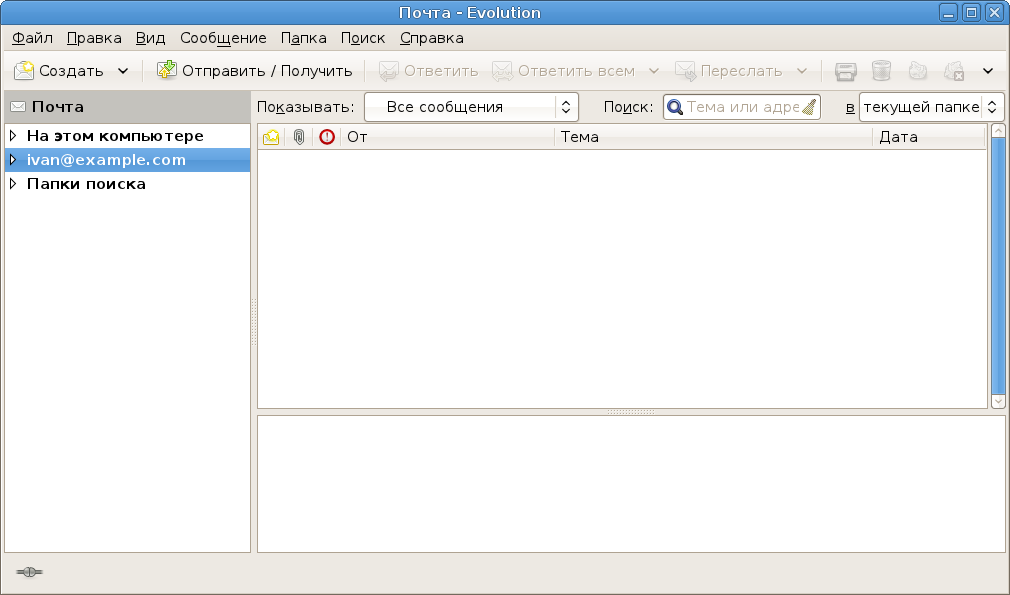 Почта - Evolution
Файл Правка Вид Сообщение Папка Поиск Справка
Создать Отправить / Получить Ответить Ответить всем Переслать
Почта Показывать: Все сообщения Поиск: Тема или адре в текущей папке
На этом компьютере От Тема Дата
ivan@example.com
Папки поиска